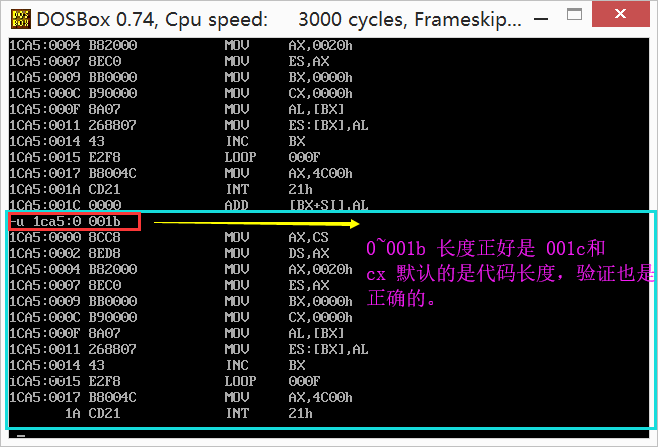 DOSBox 0.74, Cpu speed: 3000 cycles, Frameskip...
1CA5:0004 B82000 MOV AX,0020h
1CA5:0007 8EC0 MOV ES,AX
1CA5:0009 BB0000 MOV BX,0000h
1CA5:000C B90000 MOV CX,0000h
1CA5:000F 8A07 MOV AL,[BX]
1CA5:0011 268807 MOV ES:[BX],AL
1CA5:0014 43 INC BX
1CA5:0015 E2F8 LOOP 000F
1CA5:0017 B8004C MOV AX,4C00h
1CA5:001A CD21 INT 21h
1CA5:001C 0000 ADD [BX+SI],AL
-u 1ca5:0 001b
1CA5:0000 8CC8 MOV AX,CS
1CA5:0002 8ED8 MOV DS,AX
1CA5:0004 B82000 MOV AX,0020h
1CA5:0007 8EC0 MOV ES,AX
1CA5:0009 BB0000 MOV BX,0000h
1CA5:000C B90000 MOV CX,0000h
1CA5:000F 8A07 MOV AL,[BX]
1CA5:0011 268807 MOV ES:[BX],AL
1CA5:0014 43 INC BX
1CA5:0015 E2F8 LOOP 000F
1CA5:0017 B8004C MOV AX,4C00h
1A CD21 INT 21h
-
0~001b 长度正好是 001c和
cx 默认的是代码长度，验证也是
正确的。